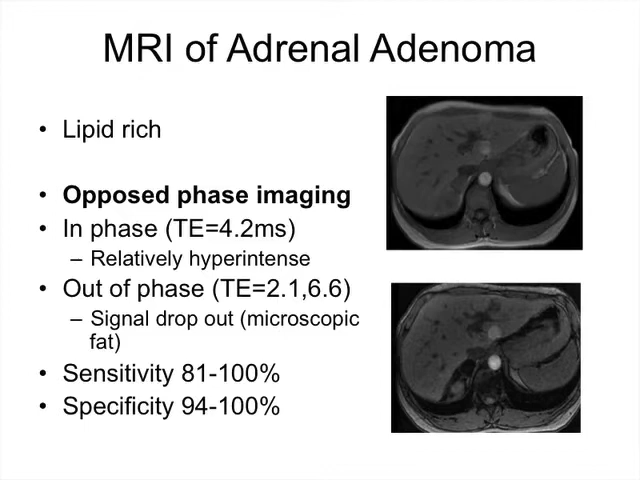 MRI of Adrenal Adenoma
• Lipid rich
• Opposed phase imaging
• In phase (TE=4.2ms)
– Relatively hyperintense
• Out of phase (TE=2.1,6.6)
– Signal drop out (microscopic
fat)
• Sensitivity 81-100%
• Specificity 94-100%